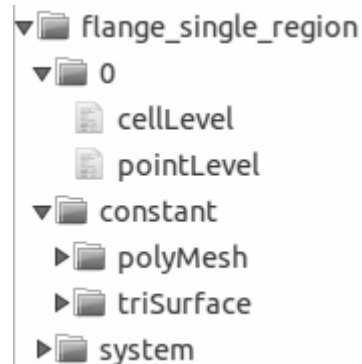 flange_single_region
0
cellLevel
pointLevel
constant
polyMesh
triSurface
system